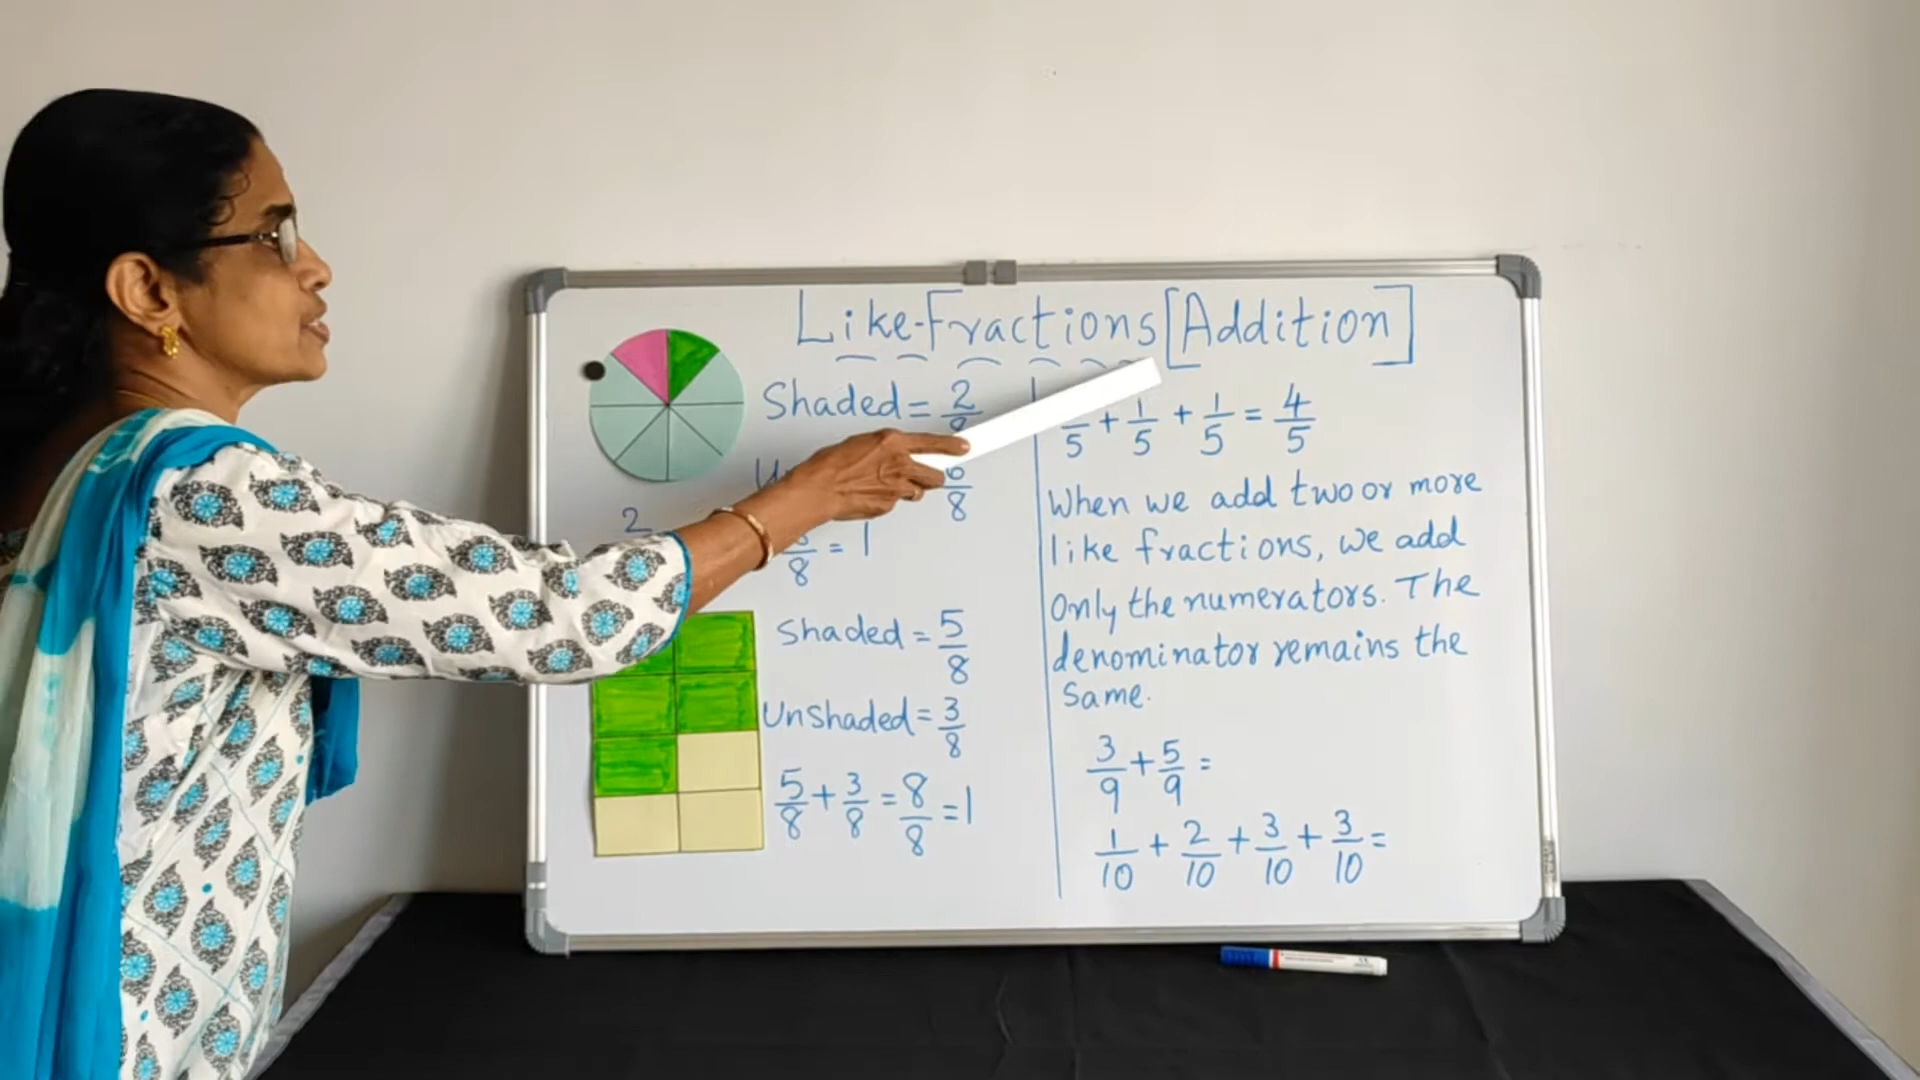 Like-Fractions [Addition]
Shaded = 2/8
6/8
2
8/8 = 1
Shaded = 5/8
Unshaded = 3/8
5/8 + 3/8 = 8/8 = 1
/5 + 1/5 + 1/5 = 4/5
When we add two or more
like fractions, we add
Only the numerators. The
denominator remains the
Same.
3/9 + 5/9 =
1/10 + 2/10 + 3/10 + 3/10 =